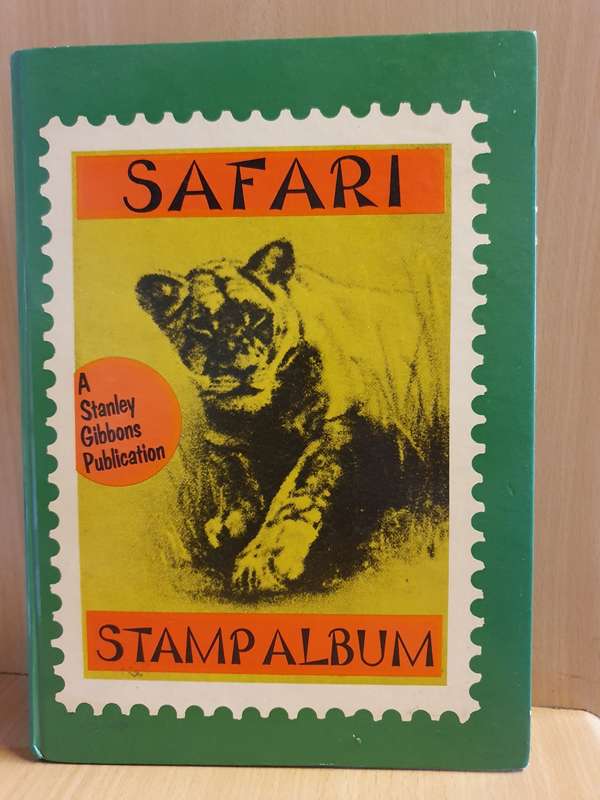 SAFARI
A
Stanley
Gibbons
Publication
STAMP ALBUM